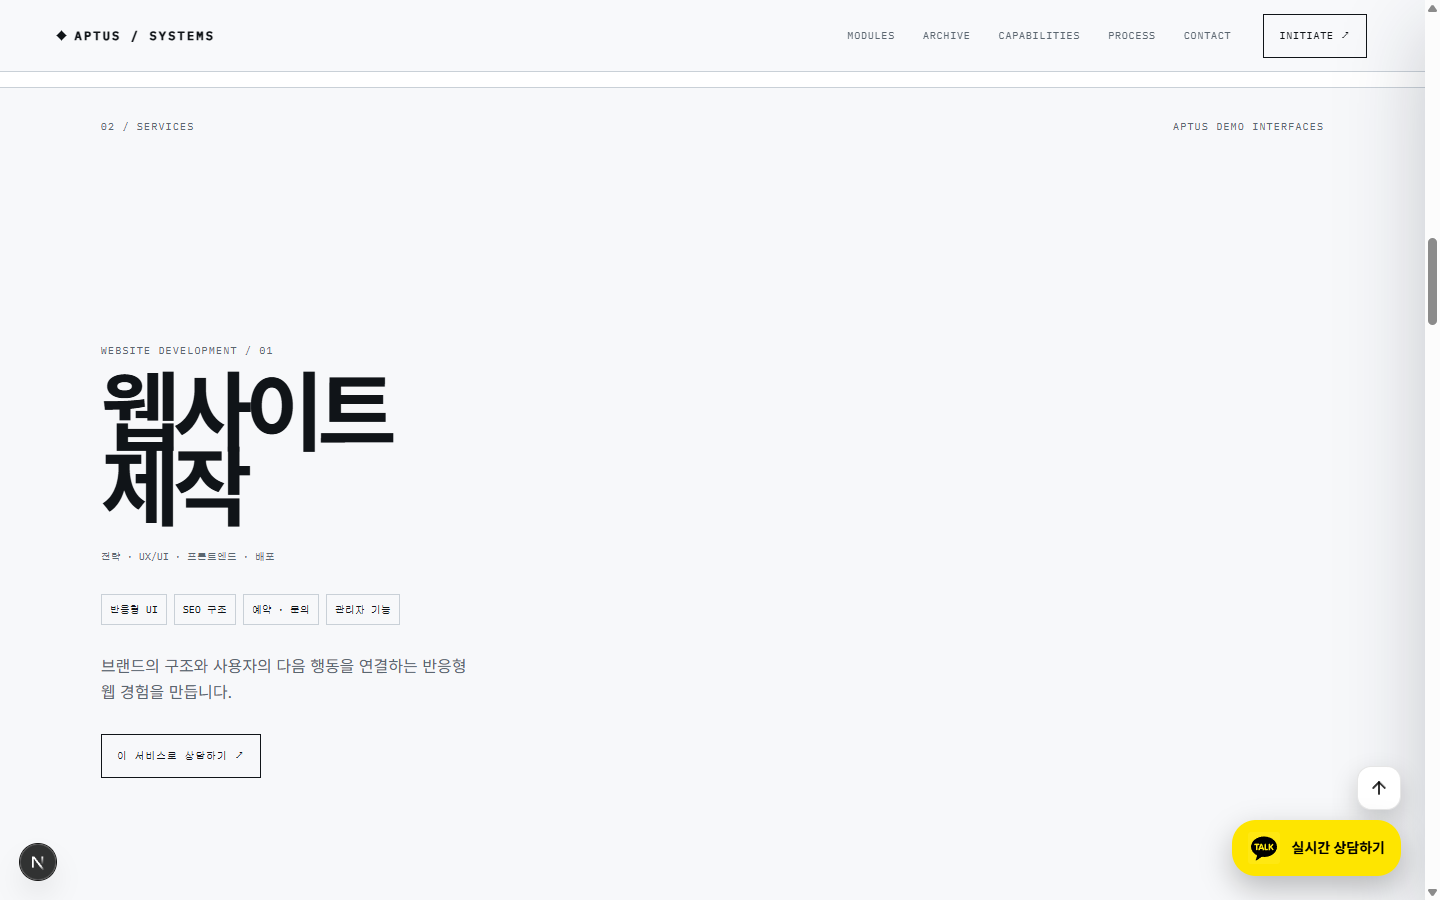 APTUS / SYSTEMS
MODULES
ARCHIVE
CAPABILITIES
PROCESS
CONTACT
INITIATE ↗
02 / SERVICES
APTUS DEMO INTERFACES
WEBSITE DEVELOPMENT / 01
웹사이트
제작
전략 · UX/UI · 프론트엔드 · 배포
반응형 UI
SEO 구조
예약 · 문의
관리자 기능
브랜드의 구조와 사용자의 다음 행동을 연결하는 반응형
웹 경험을 만듭니다.
이 서비스로 상담하기 ↗
TALK
실시간 상담하기
N